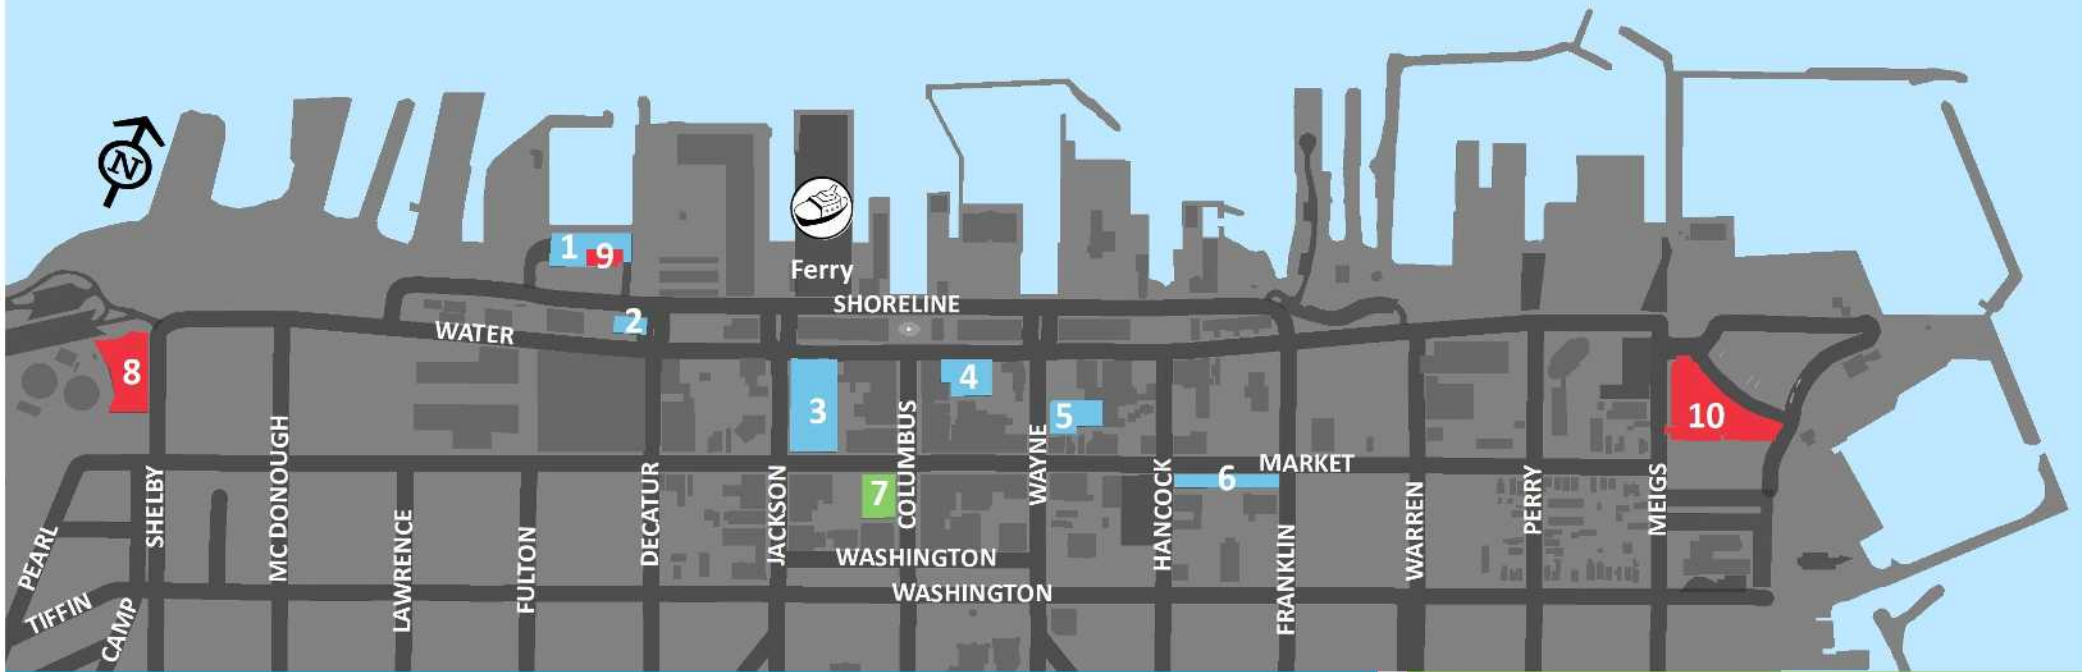 N
1
9
Ferry
SHORELINE
2
WATER
8
3
4
5
10
MARKET
6
7
COLUMBUS
WAYNE
MC DONOUGH
SHELBY
DECATUR
JACKSON
HANCOCK
WARREN
PERRY
MEIGS
PEARL
LAWRENCE
FULTON
FRANKLIN
WASHINGTON
WASHINGTON
TIFFIN
CAMP